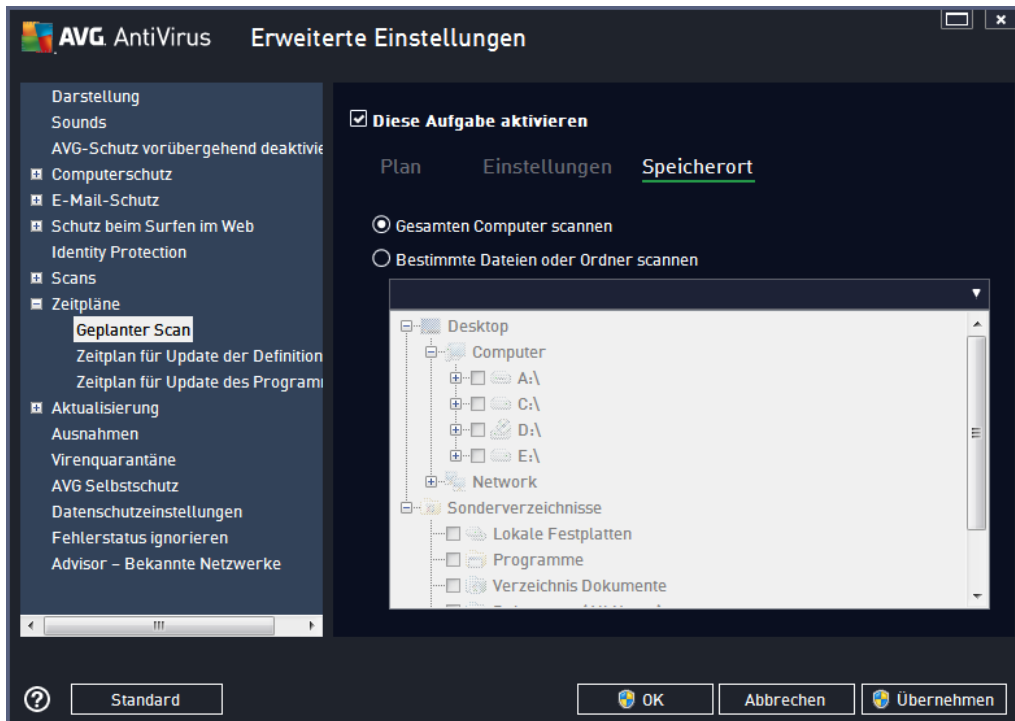 AVG AntiVirus Erweiterte Einstellungen
Darstellung
Sounds
AVG-Schutz vorübergehend deaktivie
Computerschutz
E-Mail-Schutz
Schutz beim Surfen im Web
Identity Protection
Scans
Zeitpläne
Geplanter Scan
Zeitplan für Update der Definition
Zeitplan für Update des Program
Aktualisierung
Ausnahmen
Virenquarantäne
AVG Selbstschutz
Datenschutzeinstellungen
Fehlerstatus ignorieren
Advisor – Bekannte Netzwerke
Diese Aufgabe aktivieren
Plan Einstellungen Speicherort
Gesamten Computer scannen
Bestimmte Dateien oder Ordner scannen
Desktop
Computer
A:\
C:\
D:\
E:\
Network
Sonderverzeichnisse
Lokale Festplatten
Programme
Verzeichnis Dokumente
Standard OK Abbrechen Übernehmen